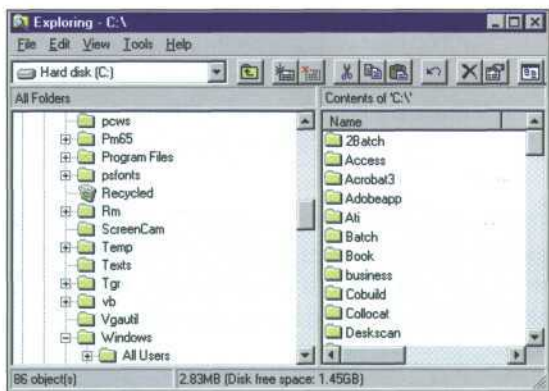 Exploring - C:\
File Edit View Tools Help
Hard disk (C:)
All Folders
Contents of 'C:\'
pcws
Pm65
Program Files
psfonts
Recycled
Rm
ScreenCam
Temp
Texts
Tgr
vb
Vgautil
Windows
All Users
Name
2Batch
Access
Acrobat3
Adobeapp
Ati
Batch
Book
business
Cobuild
Collocat
Deskscan
86 object(s)
2.83MB (Disk free space: 1.45GB)